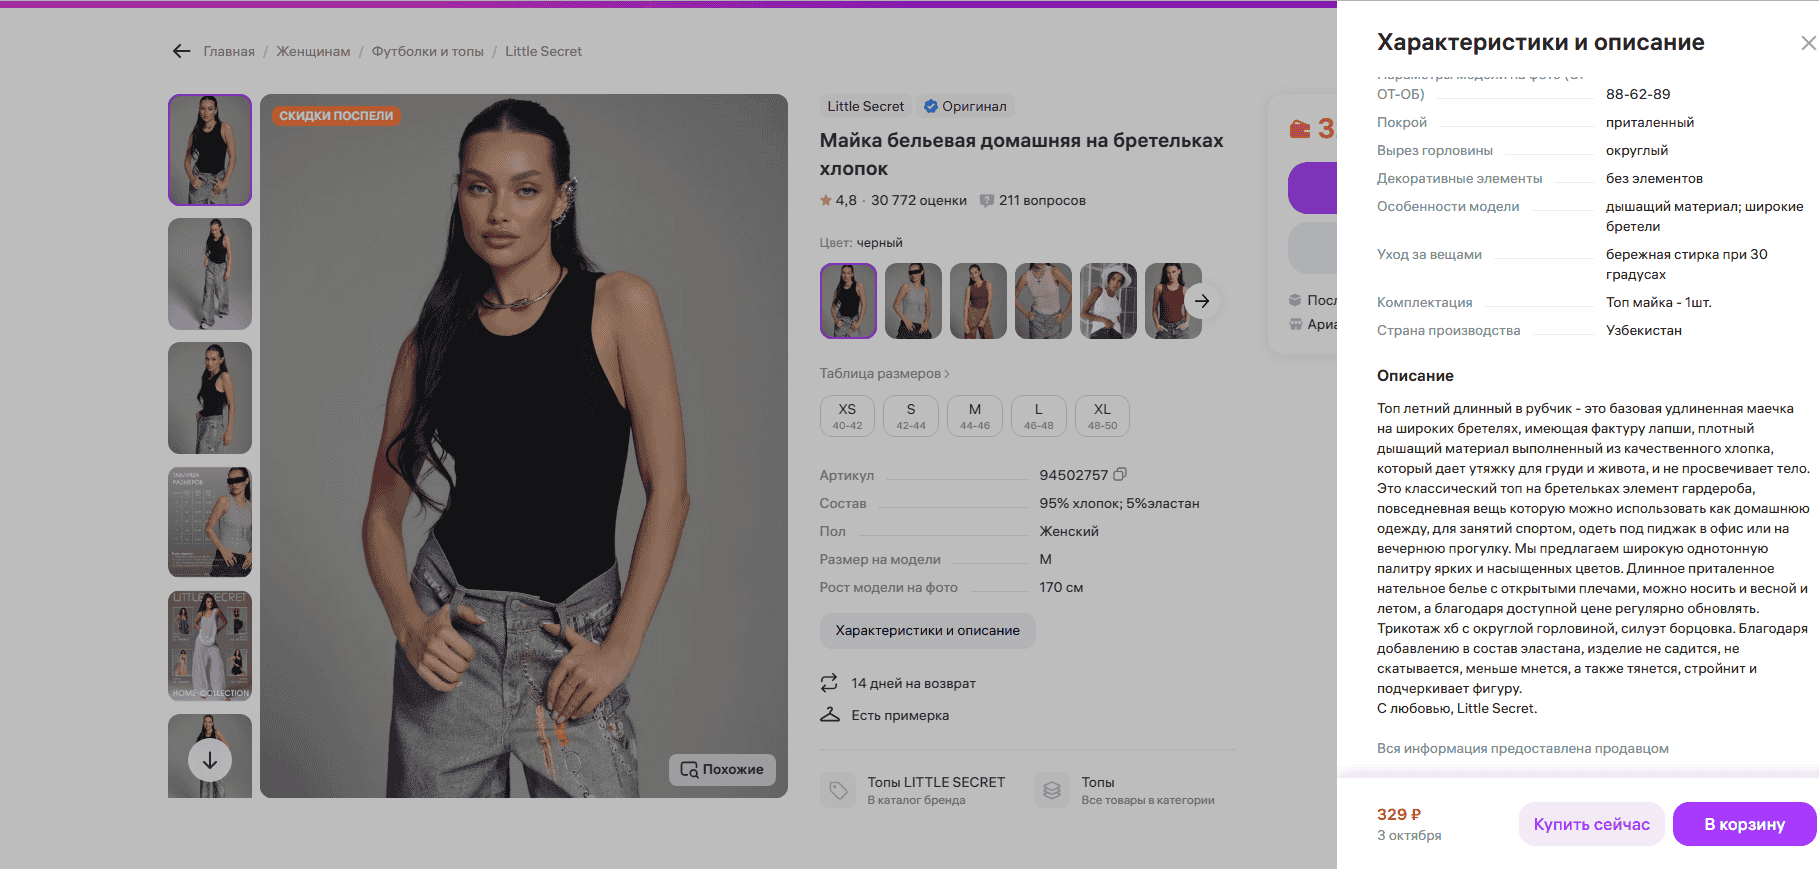 Главная / Женщинам / Футболки и топы / Little Secret
СКИДКИ ПОСПЕЛИ
Похожие
ТАБЛИЦА
РАЗМЕРОВ
LITTLE SECRET
HOME-COLLECTION
Little Secret
Оригинал
Майка бельевая домашняя на бретельках
хлопок
4,8 · 30 772 оценки
211 вопросов
Цвет: черный
Таблица размеров
XS
40-42
S
42-44
M
44-46
L
46-48
XL
48-50
Артикул 94502757
Состав 95% хлопок; 5%эластан
Пол Женский
Размер на модели M
Рост модели на фото 170 см
Характеристики и описание
14 дней на возврат
Есть примерка
Топы LITTLE SECRET
В каталог бренда
Топы
Все товары в категории
Характеристики и описание
Параметры модели на фото (ОГ-
ОТ-ОБ) 88-62-89
Покрой приталенный
Вырез горловины округлый
Декоративные элементы без элементов
Особенности модели дышащий материал; широкие
бретели
Уход за вещами бережная стирка при 30
градусах
Комплектация Топ майка - 1шт.
Страна производства Узбекистан
Описание
Топ летний длинный в рубчик - это базовая удлиненная маечка
на широких бретелях, имеющая фактуру лапши, плотный
дышащий материал выполненный из качественного хлопка,
который дает утяжку для груди и живота, и не просвечивает тело.
Это классический топ на бретельках элемент гардероба,
повседневная вещь которую можно использовать как домашнюю
одежду, для занятий спортом, одеть под пиджак в офис или на
вечернюю прогулку. Мы предлагаем широкую однотонную
палитру ярких и насыщенных цветов. Длинное приталенное
нательное белье с открытыми плечами, можно носить и весной и
летом, а благодаря доступной цене регулярно обновлять.
Трикотаж хб с округлой горловиной, силуэт борцовка. Благодаря
добавлению в состав эластана, изделие не садится, не
скатывается, меньше мнется, а также тянется, стройнит и
подчеркивает фигуру.
С любовью, Little Secret.
Вся информация предоставлена продавцом
329 ₽
3 октября
Купить сейчас
В корзину